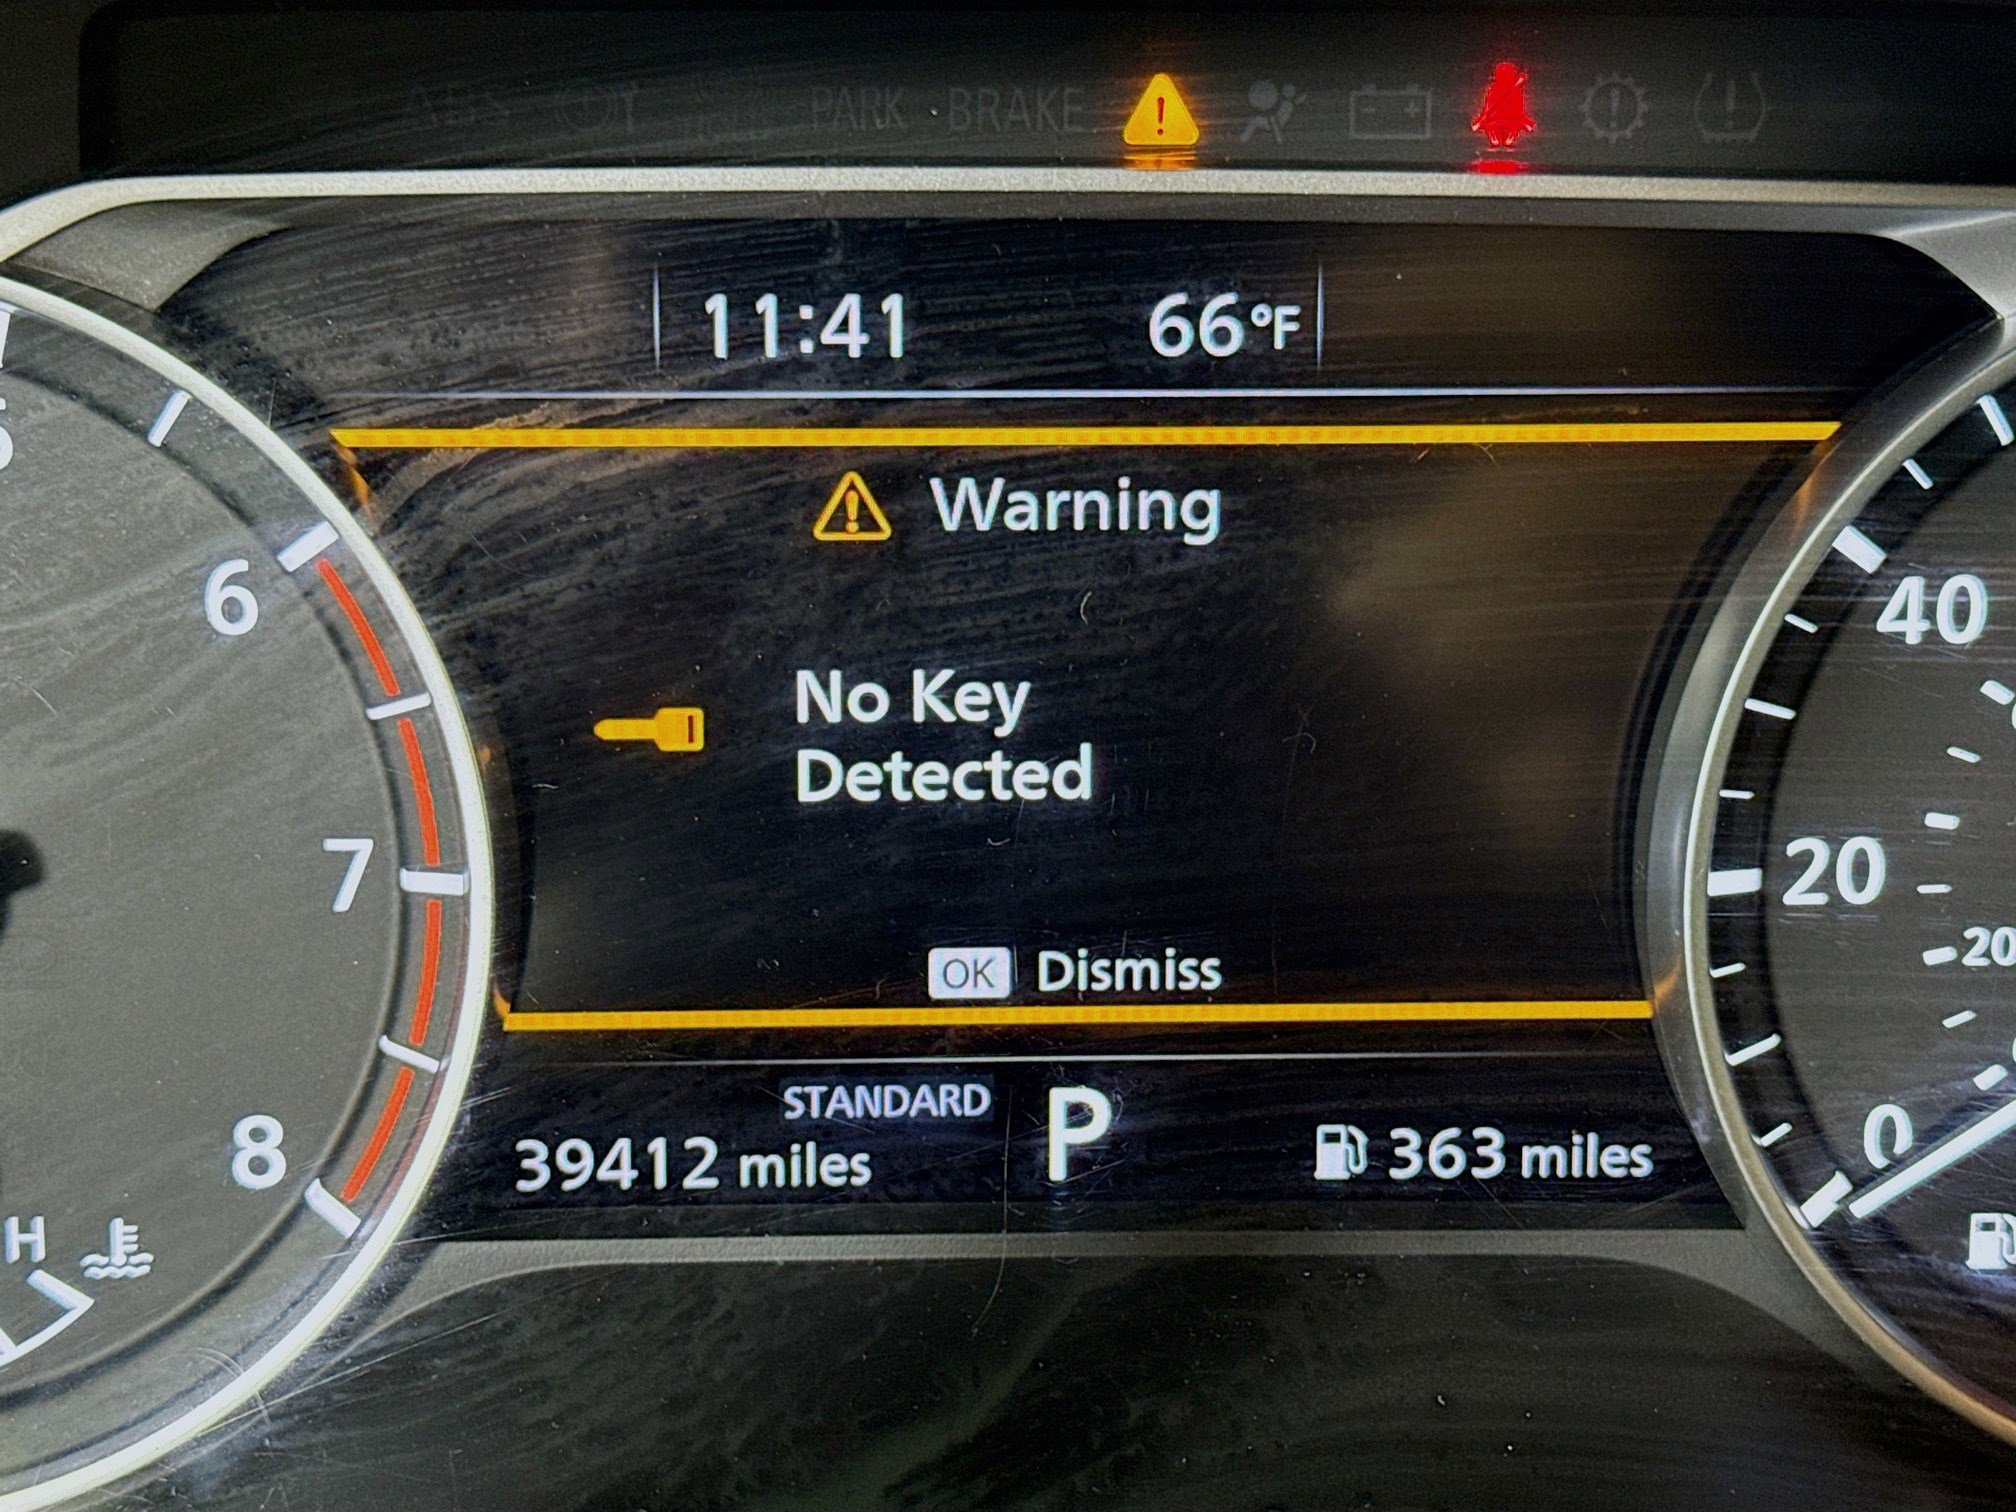 PARK BRAKE
11:41 66°F
Warning
6
40
No Key
Detected
7
20
20
OK Dismiss
STANDARD P
39412 miles 363 miles
8
0
H